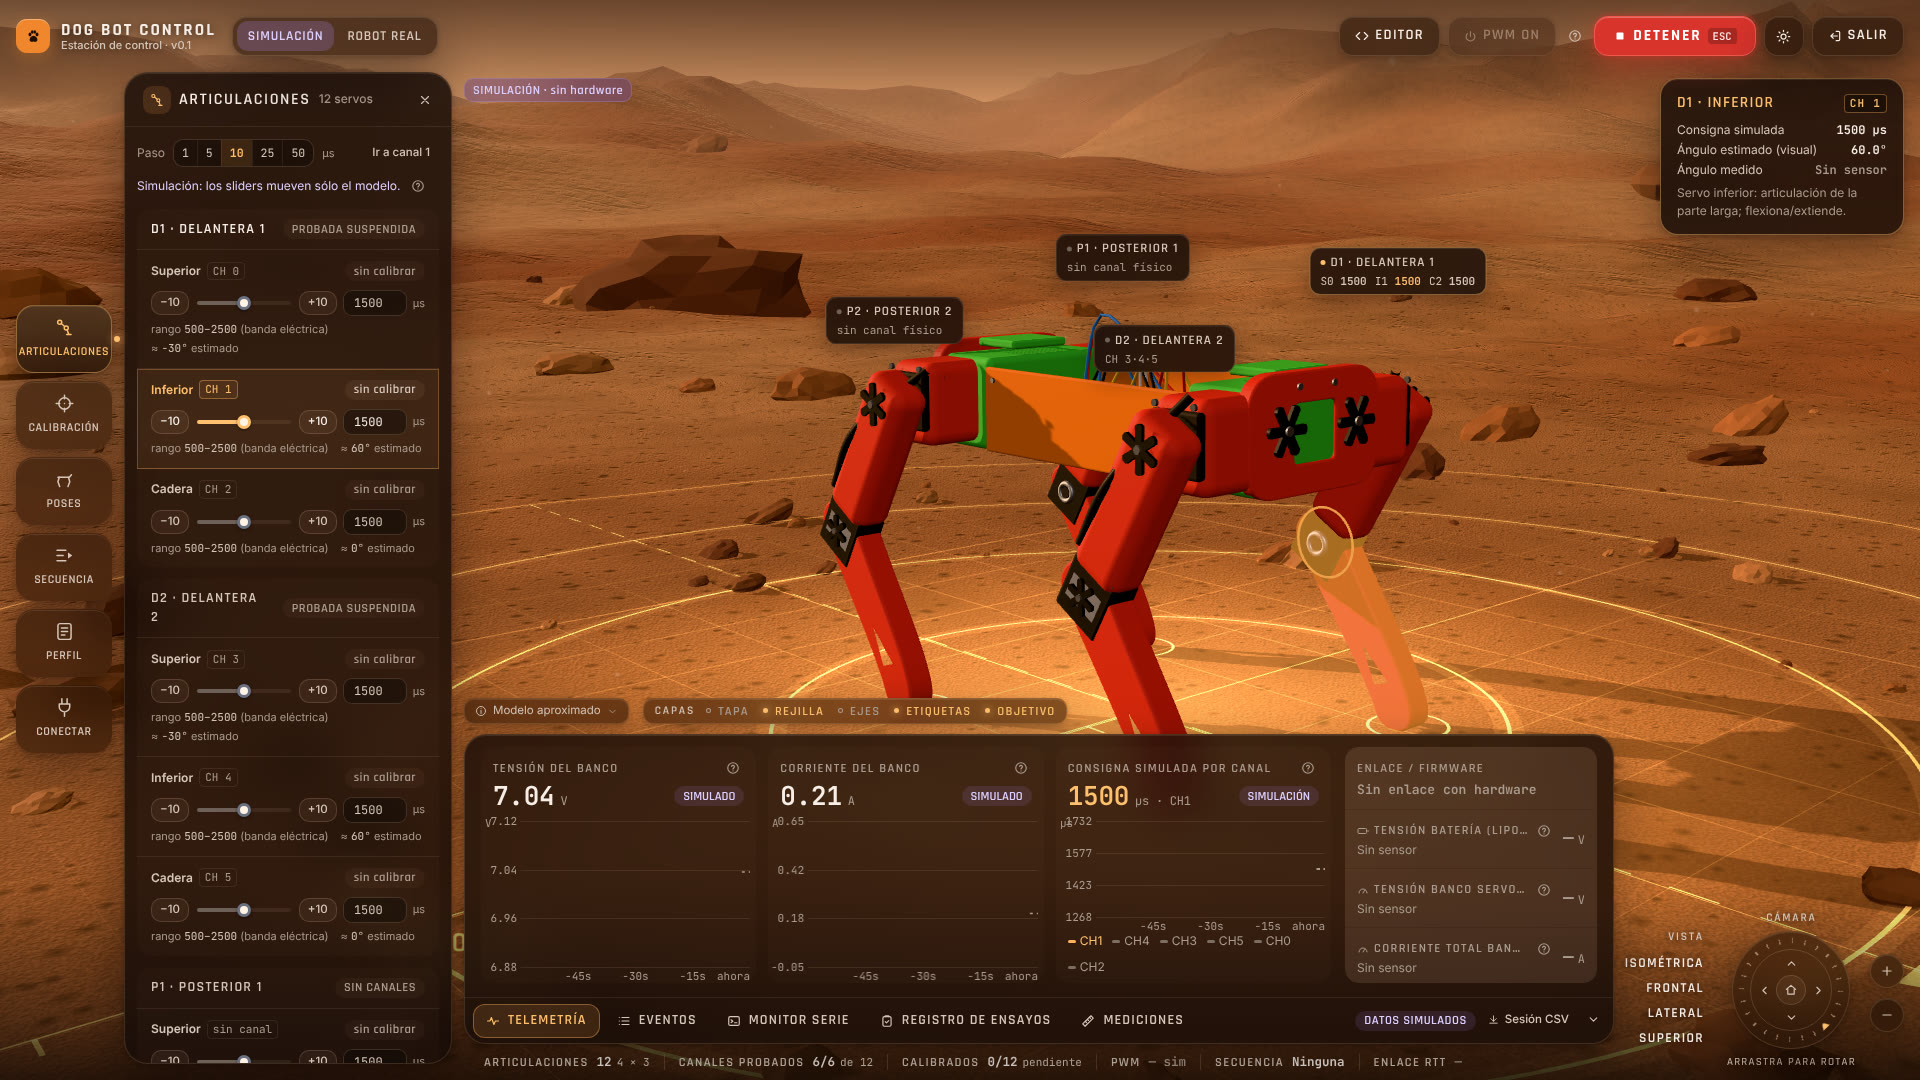 DOG BOT CONTROL
Estación de control · v0.1
SIMULACIÓN
ROBOT REAL
EDITOR
PWM ON
DETENER ESC
SALIR
ARTICULACIONES 12 servos
Paso 1 5 10 25 50 µs Ir a canal 1
Simulación: los sliders mueven sólo el modelo.
D1 · DELANTERA 1 PROBADA SUSPENDIDA
Superior CH 0 sin calibrar
−10 +10 1500 µs
rango 500–2500 (banda eléctrica)
≈ -30° estimado
Inferior CH 1 sin calibrar
−10 +10 1500 µs
rango 500–2500 (banda eléctrica) ≈ 60° estimado
Cadera CH 2 sin calibrar
−10 +10 1500 µs
rango 500–2500 (banda eléctrica) ≈ 0° estimado
D2 · DELANTERA
2
PROBADA SUSPENDIDA
Superior CH 3 sin calibrar
−10 +10 1500 µs
rango 500–2500 (banda eléctrica)
≈ -30° estimado
Inferior CH 4 sin calibrar
−10 +10 1500 µs
rango 500–2500 (banda eléctrica) ≈ 60° estimado
Cadera CH 5 sin calibrar
−10 +10 1500 µs
rango 500–2500 (banda eléctrica) ≈ 0° estimado
P1 · POSTERIOR 1 SIN CANALES
Superior sin canal sin calibrar
−10 +10 1500 µs
ARTICULACIONES
CALIBRACIÓN
POSES
SECUENCIA
PERFIL
CONECTAR
SIMULACIÓN · sin hardware
D1 · INFERIOR CH 1
Consigna simulada 1500 µs
Ángulo estimado (visual) 60.0°
Ángulo medido Sin sensor
Servo inferior: articulación de la
parte larga; flexiona/extiende.
P1 · POSTERIOR 1
sin canal físico
D1 · DELANTERA 1
S0 1500 I1 1500 C2 1500
P2 · POSTERIOR 2
sin canal físico
D2 · DELANTERA 2
CH 3·4·5
Modelo aproximado
CAPAS TAPA REJILLA EJES ETIQUETAS OBJETIVO
TENSIÓN DEL BANCO
7.04 V SIMULADO
V
7.12
7.04
6.96
6.88
-45s -30s -15s ahora
CORRIENTE DEL BANCO
0.21 A SIMULADO
A
0.65
0.42
0.18
-0.05
-45s -30s -15s ahora
CONSIGNA SIMULADA POR CANAL
1500 µs · CH1 SIMULACIÓN
µs
1732
1577
1423
1268
-45s -30s -15s ahora
CH1 CH4 CH3 CH5 CH0
CH2
ENLACE / FIRMWARE
Sin enlace con hardware
TENSIÓN BATERÍA (LIPO… — V
Sin sensor
TENSIÓN BANCO SERVO… — V
Sin sensor
CORRIENTE TOTAL BAN… — A
Sin sensor
TELEMETRÍA
EVENTOS
MONITOR SERIE
REGISTRO DE ENSAYOS
MEDICIONES
DATOS SIMULADOS
Sesión CSV
CÁMARA
VISTA
ISOMÉTRICA
FRONTAL
LATERAL
SUPERIOR
ARRASTRA PARA ROTAR
ARTICULACIONES 12 4 × 3
CANALES PROBADOS 6/6 de 12
CALIBRADOS 0/12 pendiente
PWM — sim
SECUENCIA Ninguna
ENLACE RTT —